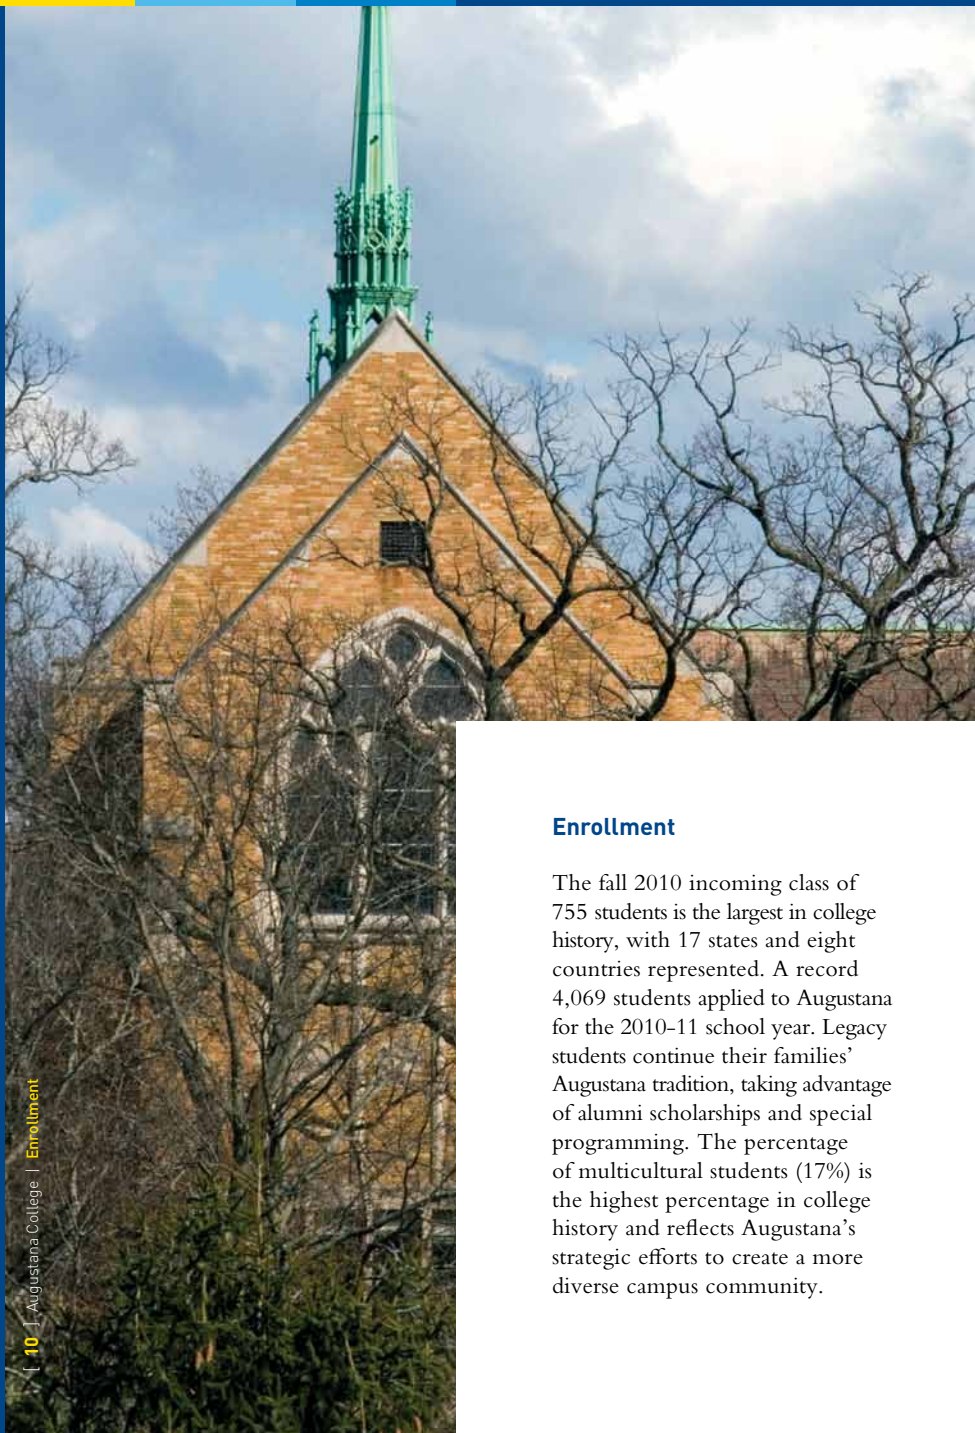 Enrollment
The fall 2010 incoming class of
755 students is the largest in college
history, with 17 states and eight
countries represented. A record
4,069 students applied to Augustana
for the 2010–11 school year. Legacy
students continue their families’
Augustana tradition, taking advantage
of alumni scholarships and special
programming. The percentage
of multicultural students (17%) is
the highest percentage in college
history and reflects Augustana’s
strategic efforts to create a more
diverse campus community.
[ 10 ] Augustana College | Enrollment